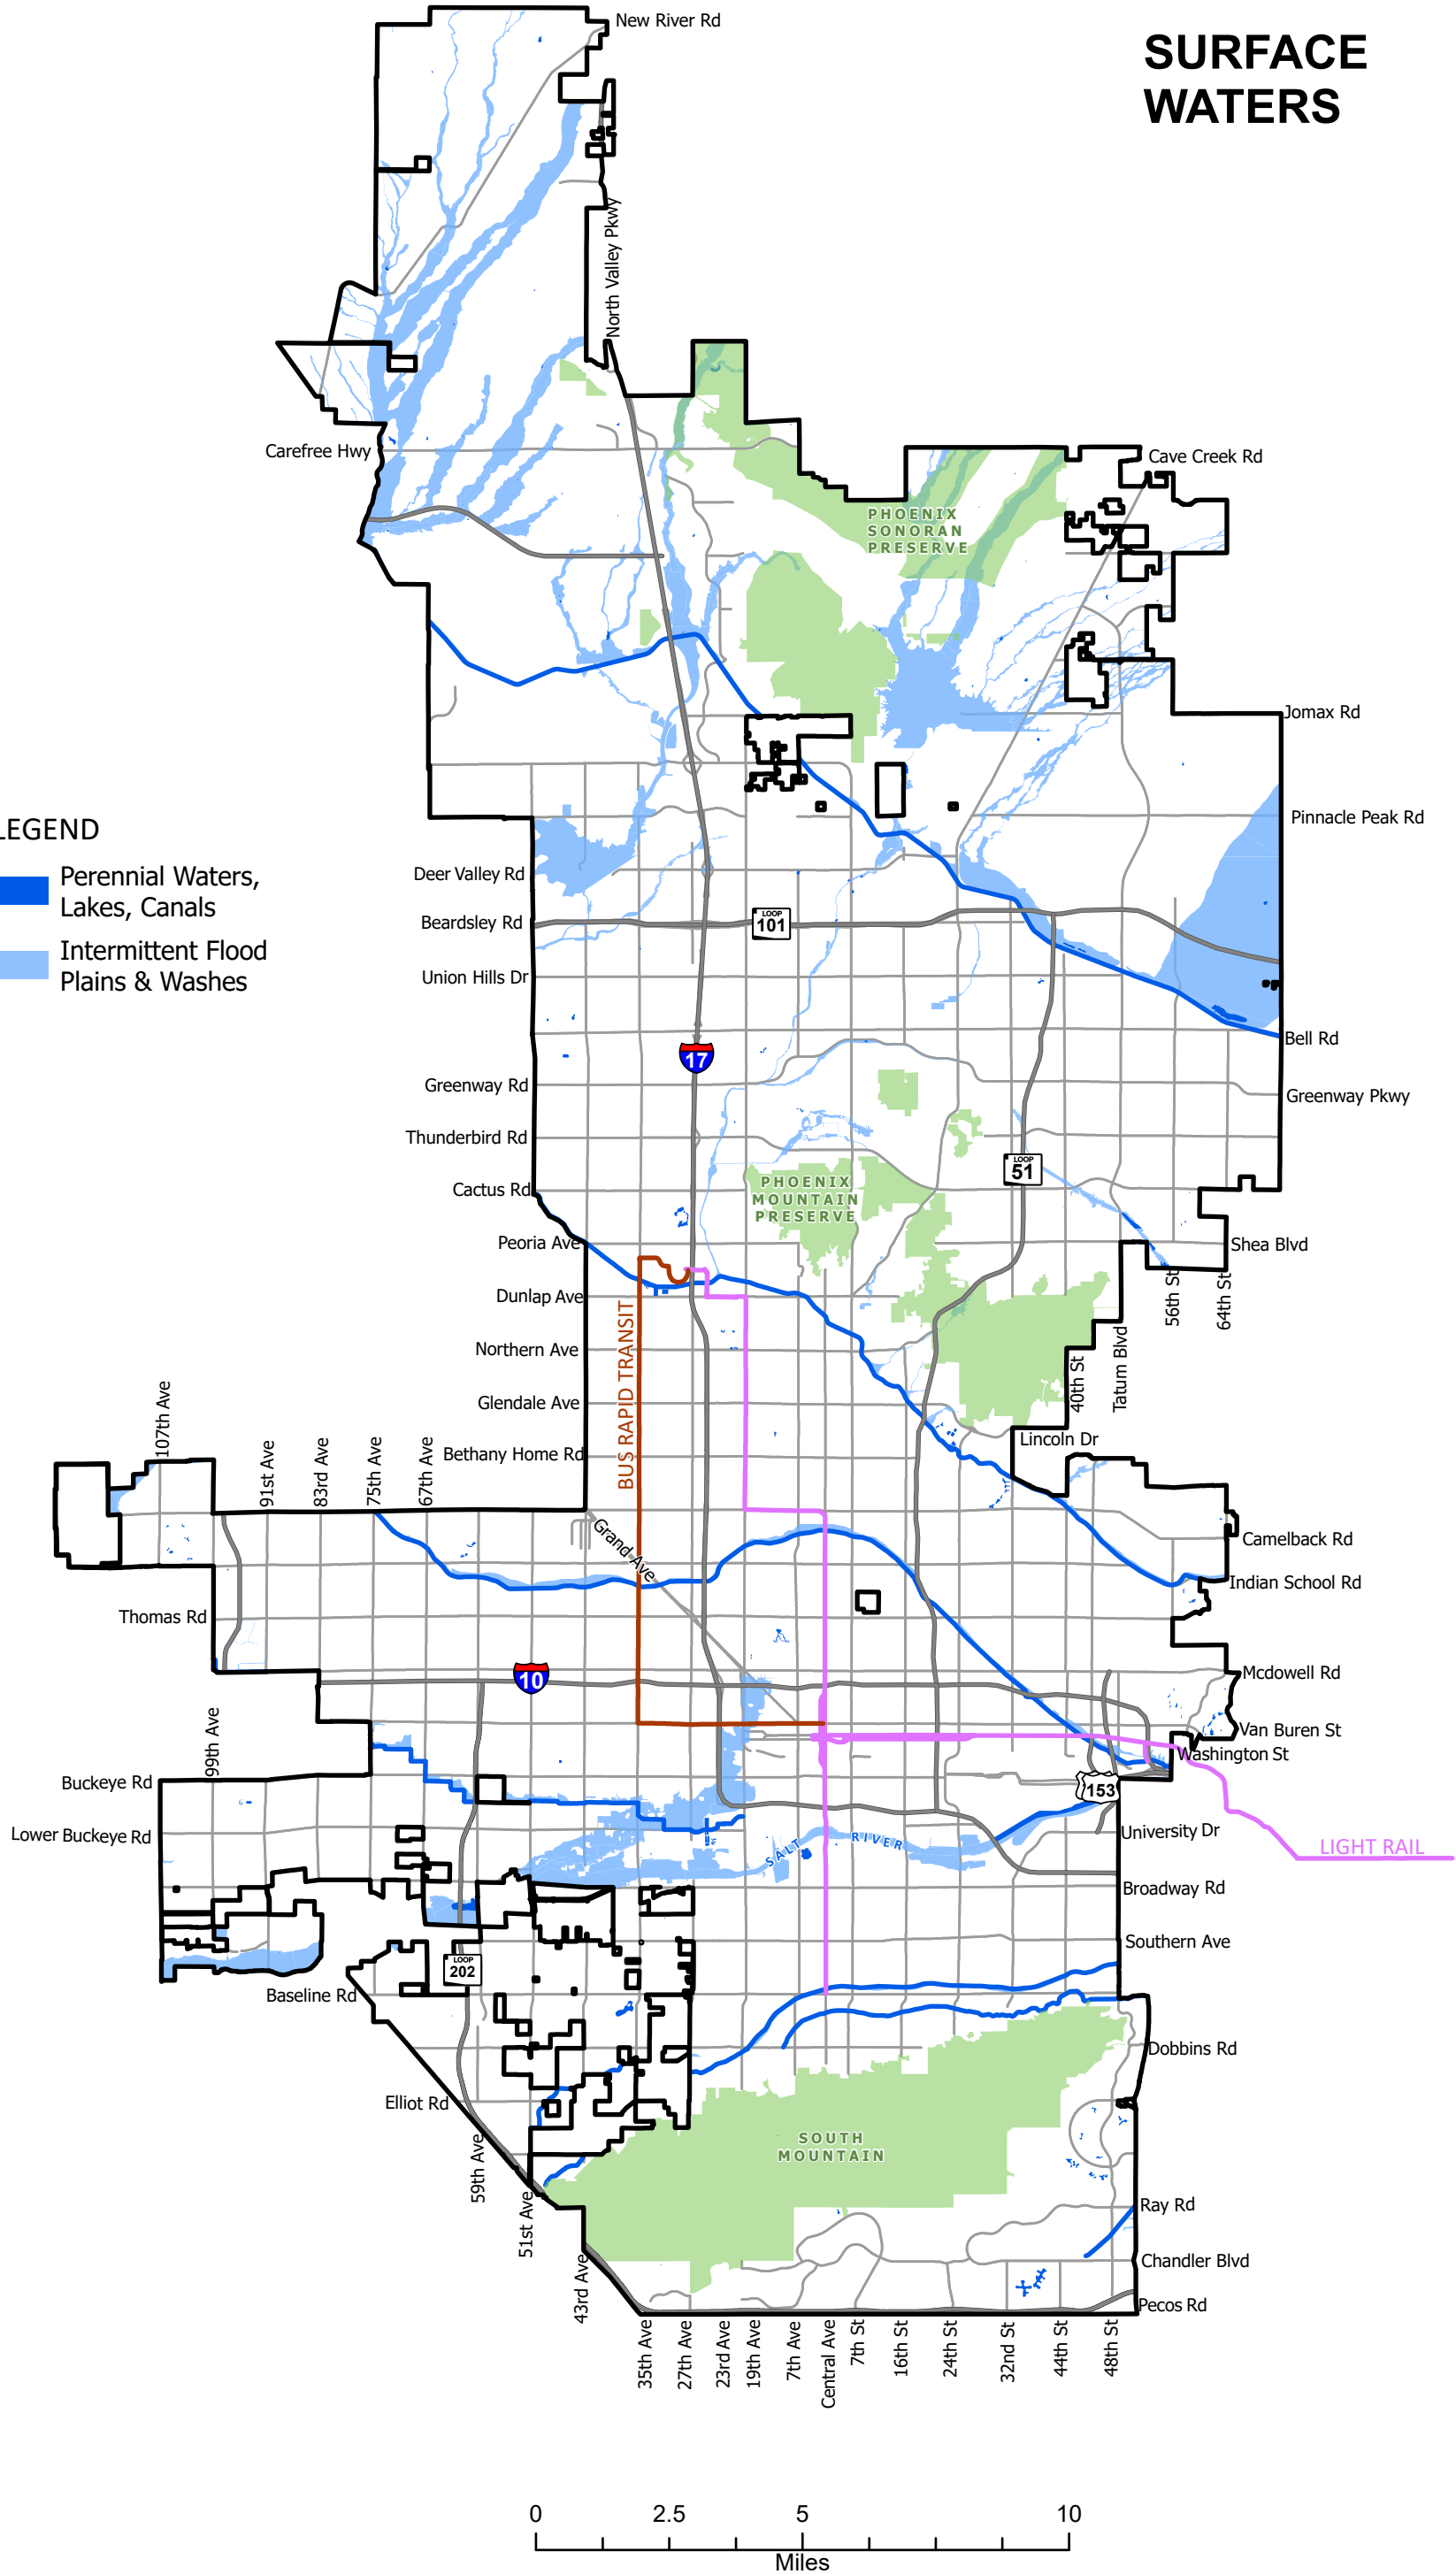 SURFACE
WATERS
New River Rd
North Valley Pkwy
Carefree Hwy
Cave Creek Rd
PHOENIX
SONORAN
PRESERVE
Jomax Rd
Pinnacle Peak Rd
LEGEND
Perennial Waters,
Lakes, Canals
Intermittent Flood
Plains & Washes
Deer Valley Rd
Beardsley Rd
LOOP
101
Union Hills Dr
Bell Rd
17
Greenway Rd
Greenway Pkwy
Thunderbird Rd
LOOP
51
Cactus Rd
PHOENIX
MOUNTAIN
PRESERVE
Peoria Ave
Shea Blvd
56th St
64th St
Dunlap Ave
BUS RAPID TRANSIT
Northern Ave
40th St
Tatum Blvd
Glendale Ave
107th Ave
91st Ave
83rd Ave
75th Ave
67th Ave
Bethany Home Rd
Lincoln Dr
Grand Ave
Camelback Rd
Indian School Rd
Thomas Rd
10
Mcdowell Rd
99th Ave
Van Buren St
Washington St
Buckeye Rd
153
Lower Buckeye Rd
SALT RIVER
University Dr
LIGHT RAIL
Broadway Rd
Southern Ave
LOOP
202
Baseline Rd
Dobbins Rd
Elliot Rd
SOUTH
MOUNTAIN
59th Ave
51st Ave
43rd Ave
Ray Rd
Chandler Blvd
Pecos Rd
35th Ave
27th Ave
23rd Ave
19th Ave
7th Ave
Central Ave
7th St
16th St
24th St
32nd St
44th St
48th St
0 2.5 5 10
Miles